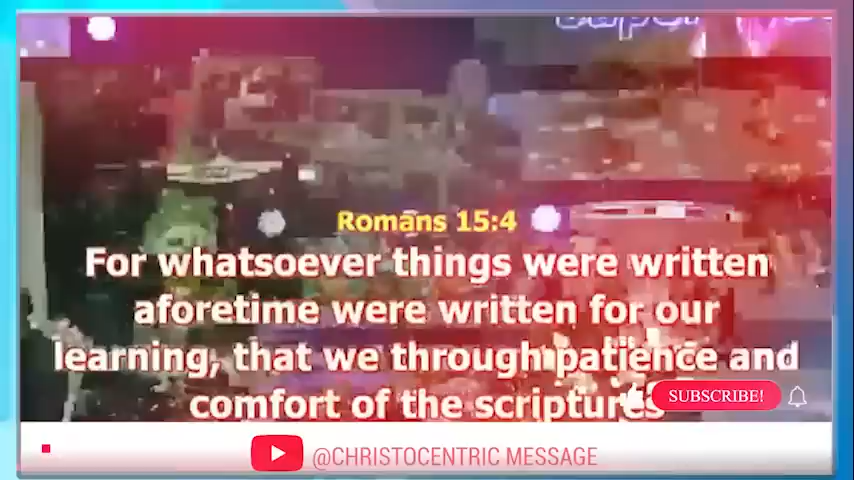 Romans 15:4
For whatsoever things were written
aforetime were written for our
learning, that we through patience and
comfort of the scriptures
SUBSCRIBE!
@CHRISTOCENTRIC MESSAGE